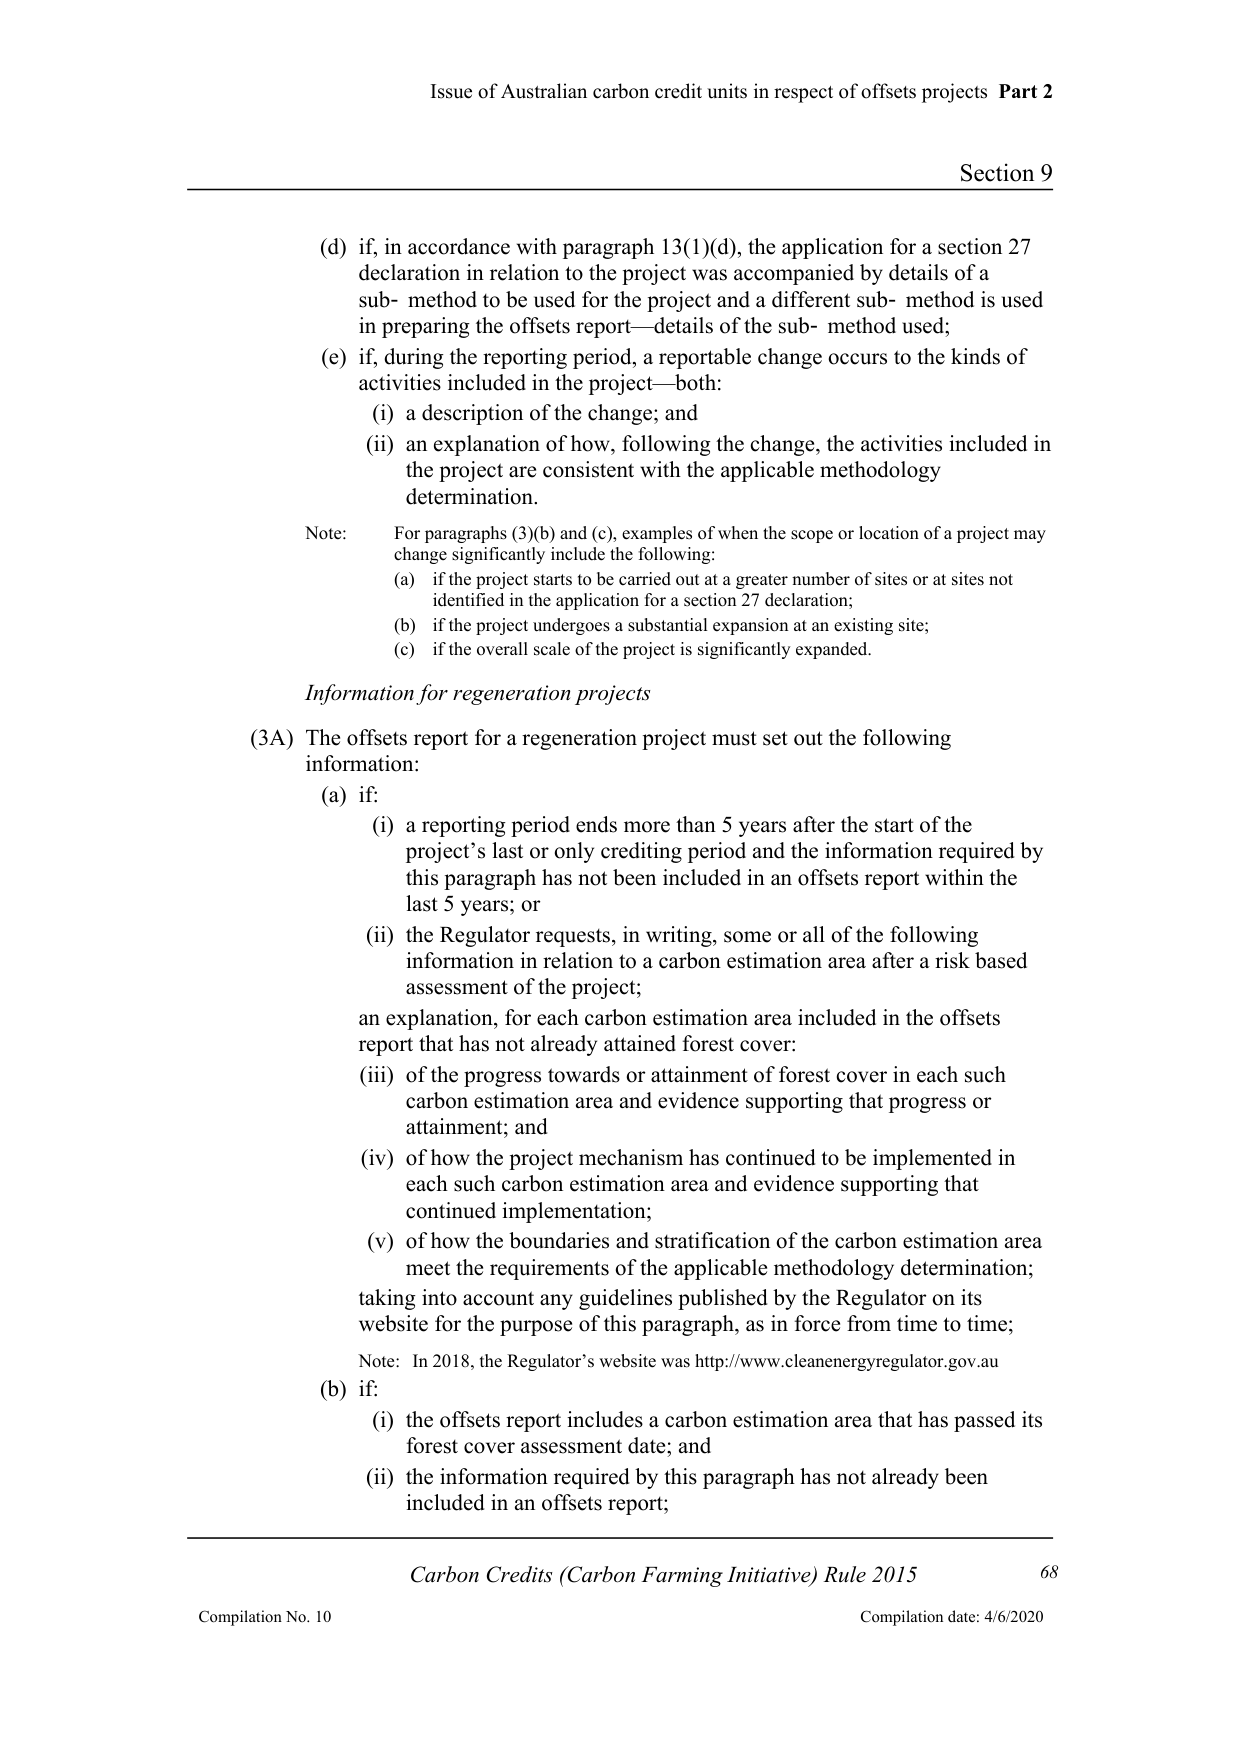 Issue of Australian carbon credit units in respect of offsets projects Part 2
Section 9
(d) if, in accordance with paragraph 13(1)(d), the application for a section 27
declaration in relation to the project was accompanied by details of a
sub- method to be used for the project and a different sub- method is used
in preparing the offsets report—details of the sub- method used;
(e) if, during the reporting period, a reportable change occurs to the kinds of
activities included in the project—both:
(i) a description of the change; and
(ii) an explanation of how, following the change, the activities included in
the project are consistent with the applicable methodology
determination.
Note: For paragraphs (3)(b) and (c), examples of when the scope or location of a project may
change significantly include the following:
(a) if the project starts to be carried out at a greater number of sites or at sites not
identified in the application for a section 27 declaration;
(b) if the project undergoes a substantial expansion at an existing site;
(c) if the overall scale of the project is significantly expanded.
Information for regeneration projects
(3A) The offsets report for a regeneration project must set out the following
information:
(a) if:
(i) a reporting period ends more than 5 years after the start of the
project’s last or only crediting period and the information required by
this paragraph has not been included in an offsets report within the
last 5 years; or
(ii) the Regulator requests, in writing, some or all of the following
information in relation to a carbon estimation area after a risk based
assessment of the project;
an explanation, for each carbon estimation area included in the offsets
report that has not already attained forest cover:
(iii) of the progress towards or attainment of forest cover in each such
carbon estimation area and evidence supporting that progress or
attainment; and
(iv) of how the project mechanism has continued to be implemented in
each such carbon estimation area and evidence supporting that
continued implementation;
(v) of how the boundaries and stratification of the carbon estimation area
meet the requirements of the applicable methodology determination;
taking into account any guidelines published by the Regulator on its
website for the purpose of this paragraph, as in force from time to time;
Note: In 2018, the Regulator’s website was http://www.cleanenergyregulator.gov.au
(b) if:
(i) the offsets report includes a carbon estimation area that has passed its
forest cover assessment date; and
(ii) the information required by this paragraph has not already been
included in an offsets report;
Carbon Credits (Carbon Farming Initiative) Rule 2015 68
Compilation No. 10 Compilation date: 4/6/2020